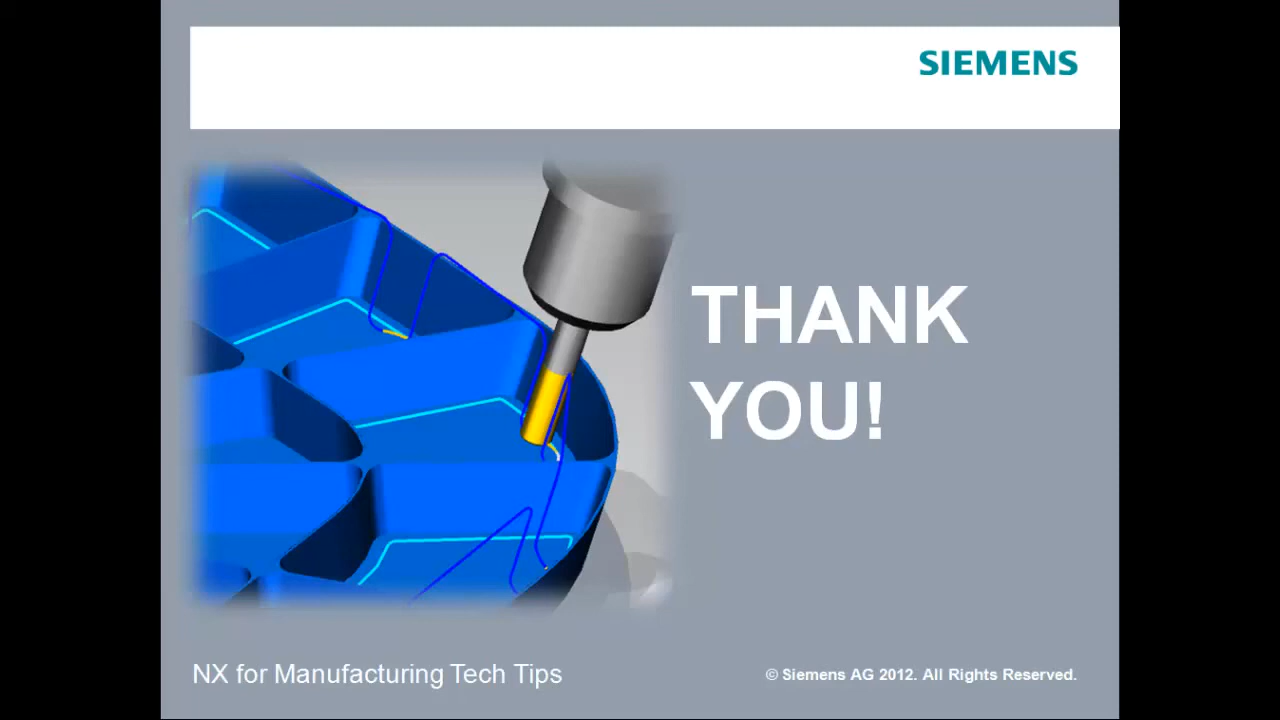 SIEMENS
THANK
YOU!
NX for Manufacturing Tech Tips
© Siemens AG 2012. All Rights Reserved.